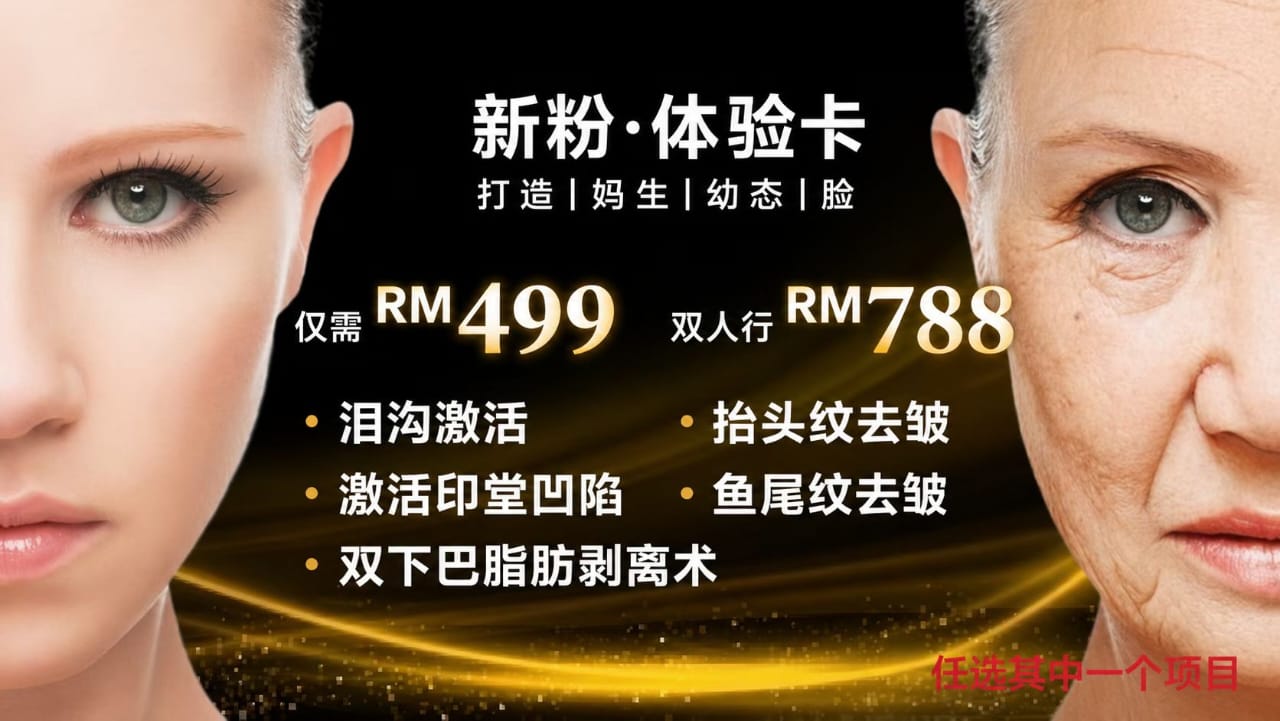 新粉·体验卡
打造|妈生|幼态|脸
仅需 RM499 双人行 RM788
• 泪沟激活 • 抬头纹去皱
• 激活印堂凹陷 • 鱼尾纹去皱
• 双下巴脂肪剥离术
任选其中一个项目